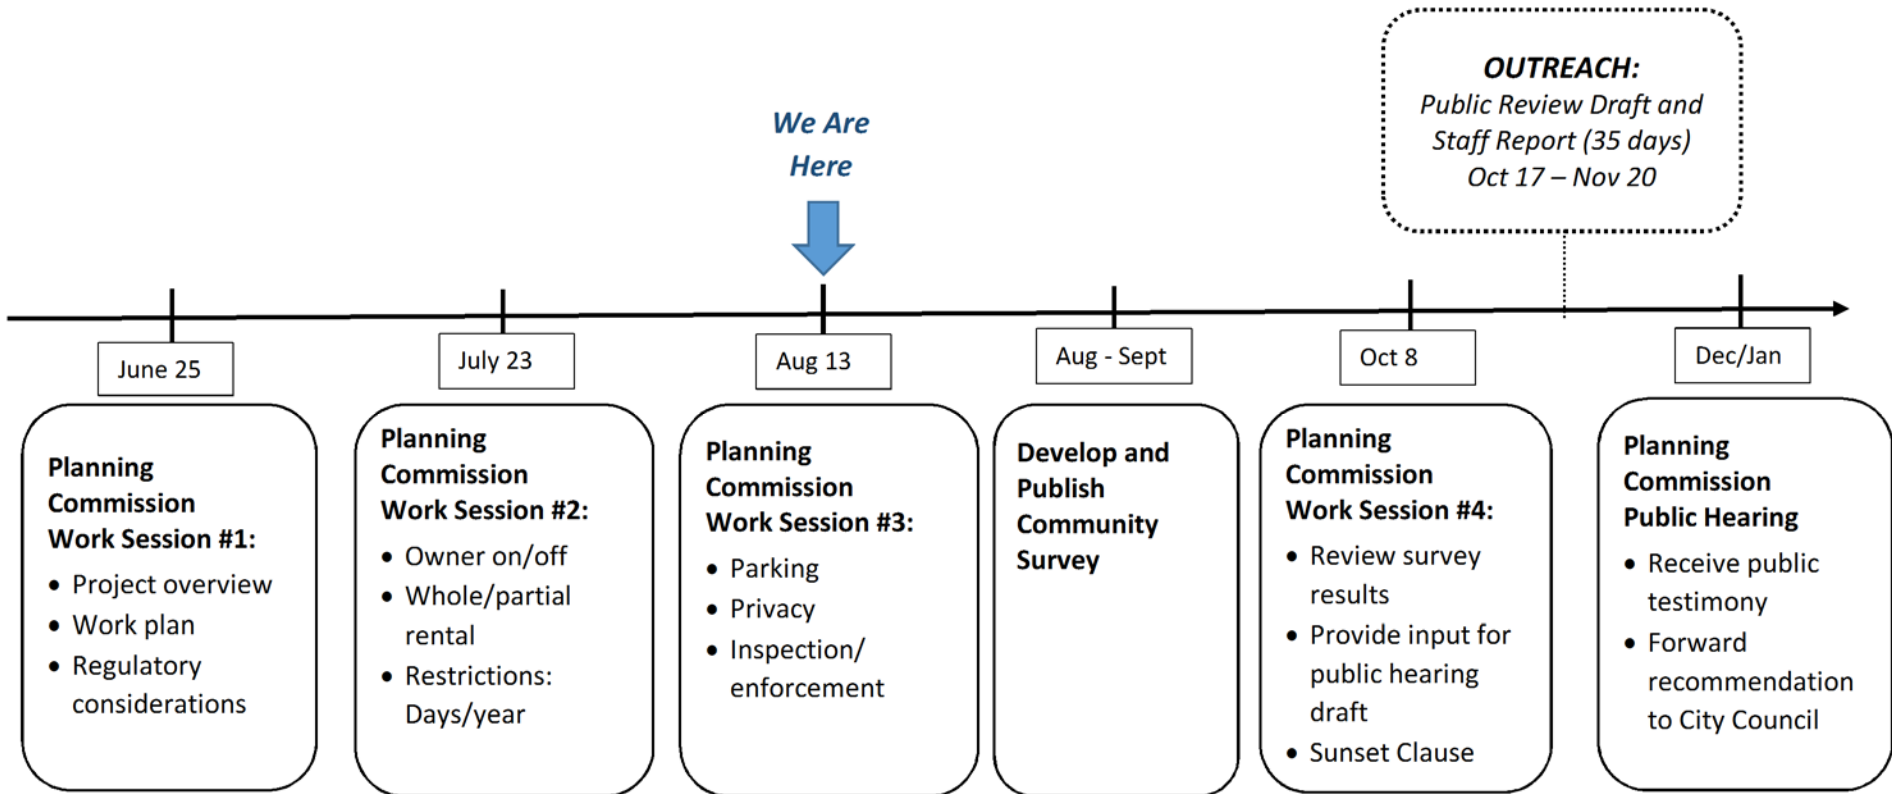 OUTREACH:
Public Review Draft and
Staff Report (35 days)
Oct 17 – Nov 20
We Are
Here
June 25
July 23
Aug 13
Aug - Sept
Oct 8
Dec/Jan
Planning
Commission
Work Session #1:
• Project overview
• Work plan
• Regulatory
considerations
Planning
Commission
Work Session #2:
• Owner on/off
• Whole/partial
rental
• Restrictions:
Days/year
Planning
Commission
Work Session #3:
• Parking
• Privacy
• Inspection/
enforcement
Develop and
Publish
Community
Survey
Planning
Commission
Work Session #4:
• Review survey
results
• Provide input for
public hearing
draft
• Sunset Clause
Planning
Commission
Public Hearing
• Receive public
testimony
• Forward
recommendation
to City Council